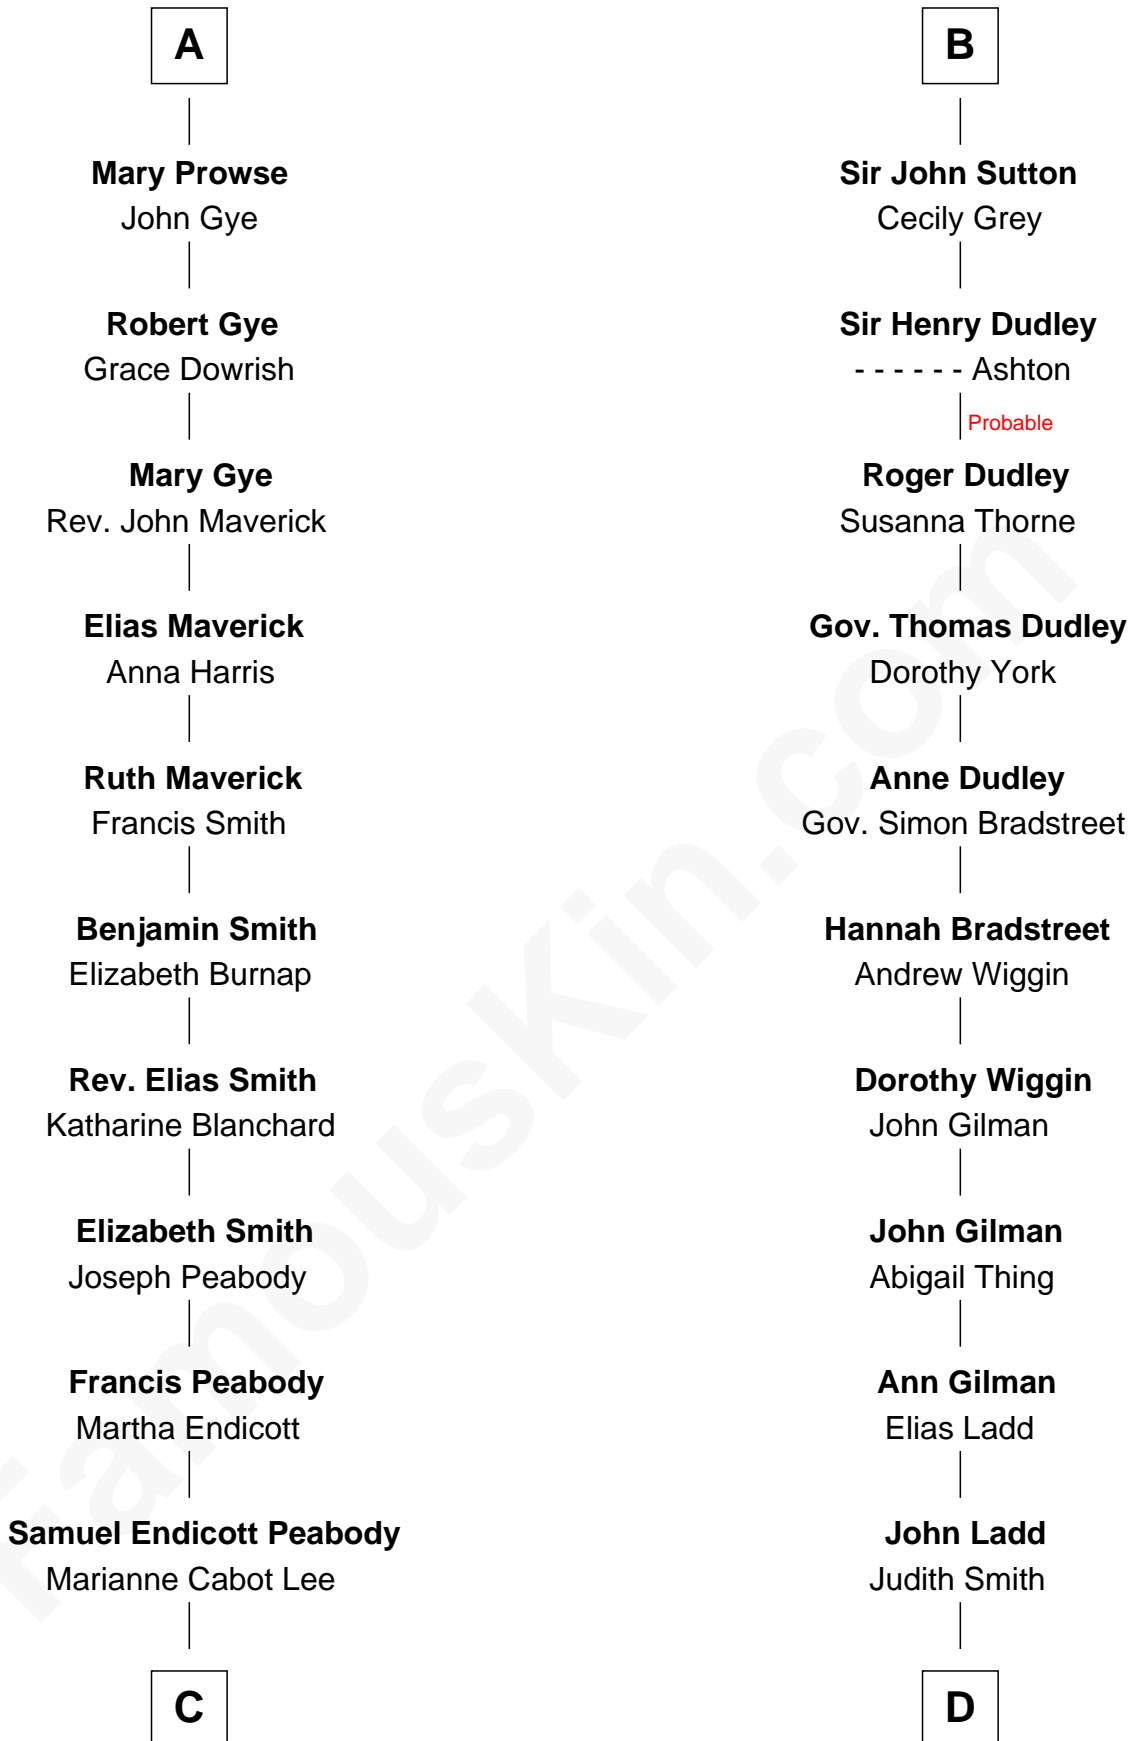 A
Mary Prowse
John Gye
Robert Gye
Grace Dowrish
Mary Gye
Rev. John Maverick
Elias Maverick
Anna Harris
Ruth Maverick
Francis Smith
Benjamin Smith
Elizabeth Burnap
Rev. Elias Smith
Katharine Blanchard
Elizabeth Smith
Joseph Peabody
Francis Peabody
Martha Endicott
Samuel Endicott Peabody
Marianne Cabot Lee
C
B
Sir John Sutton
Cecily Grey
Sir Henry Dudley
- - - - - - Ashton
Probable
Roger Dudley
Susanna Thorne
Gov. Thomas Dudley
Dorothy York
Anne Dudley
Gov. Simon Bradstreet
Hannah Bradstreet
Andrew Wiggin
Dorothy Wiggin
John Gilman
John Gilman
Abigail Thing
Ann Gilman
Elias Ladd
John Ladd
Judith Smith
D
FamousKin.com